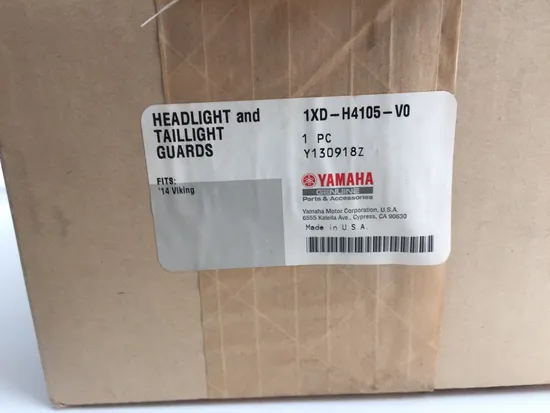 HEADLIGHT and
TAILLIGHT
GUARDS
FITS:
'14 Viking
1XD-H4105-V0
1 PC
Y130918Z
YAMAHA
GENUINE
Parts & Accessories
Yamaha Motor Corporation, U.S.A.
6555 Katella Ave., Cypress, CA 90630
Made in U.S.A.